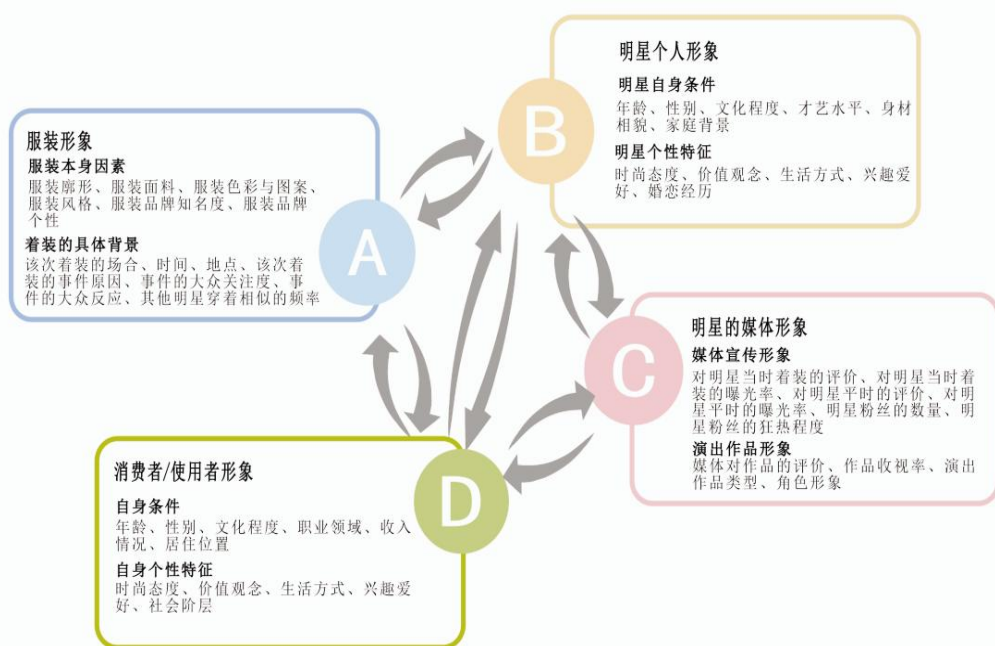 明星个人形象
明星自身条件
年龄、性别、文化程度、才艺水平、身材
相貌、家庭背景
明星个性特征
时尚态度、价值观念、生活方式、兴趣爱
好、婚恋经历
B
服装形象
服装本身因素
服装廓形、服装面料、服装色彩与图案、
服装风格、服装品牌知名度、服装品牌
个性
着装的具体背景
该次着装的场合、时间、地点、该次着
装的事件原因、事件的大众关注度、事
件的大众反应、其他明星穿着相似的频率
A
明星的媒体形象
媒体宣传形象
对明星当时着装的评价、对明星当时着
装的曝光率、对明星平时的评价、对明
星平时的曝光率、明星粉丝的数量、明
星粉丝的狂热程度
演出作品形象
媒体对作品的评价、作品收视率、演出
作品类型、角色形象
C
消费者/使用者形象
自身条件
年龄、性别、文化程度、职业领域、收入
情况、居住位置
自身个性特征
时尚态度、价值观念、生活方式、兴趣爱
好、社会阶层
D